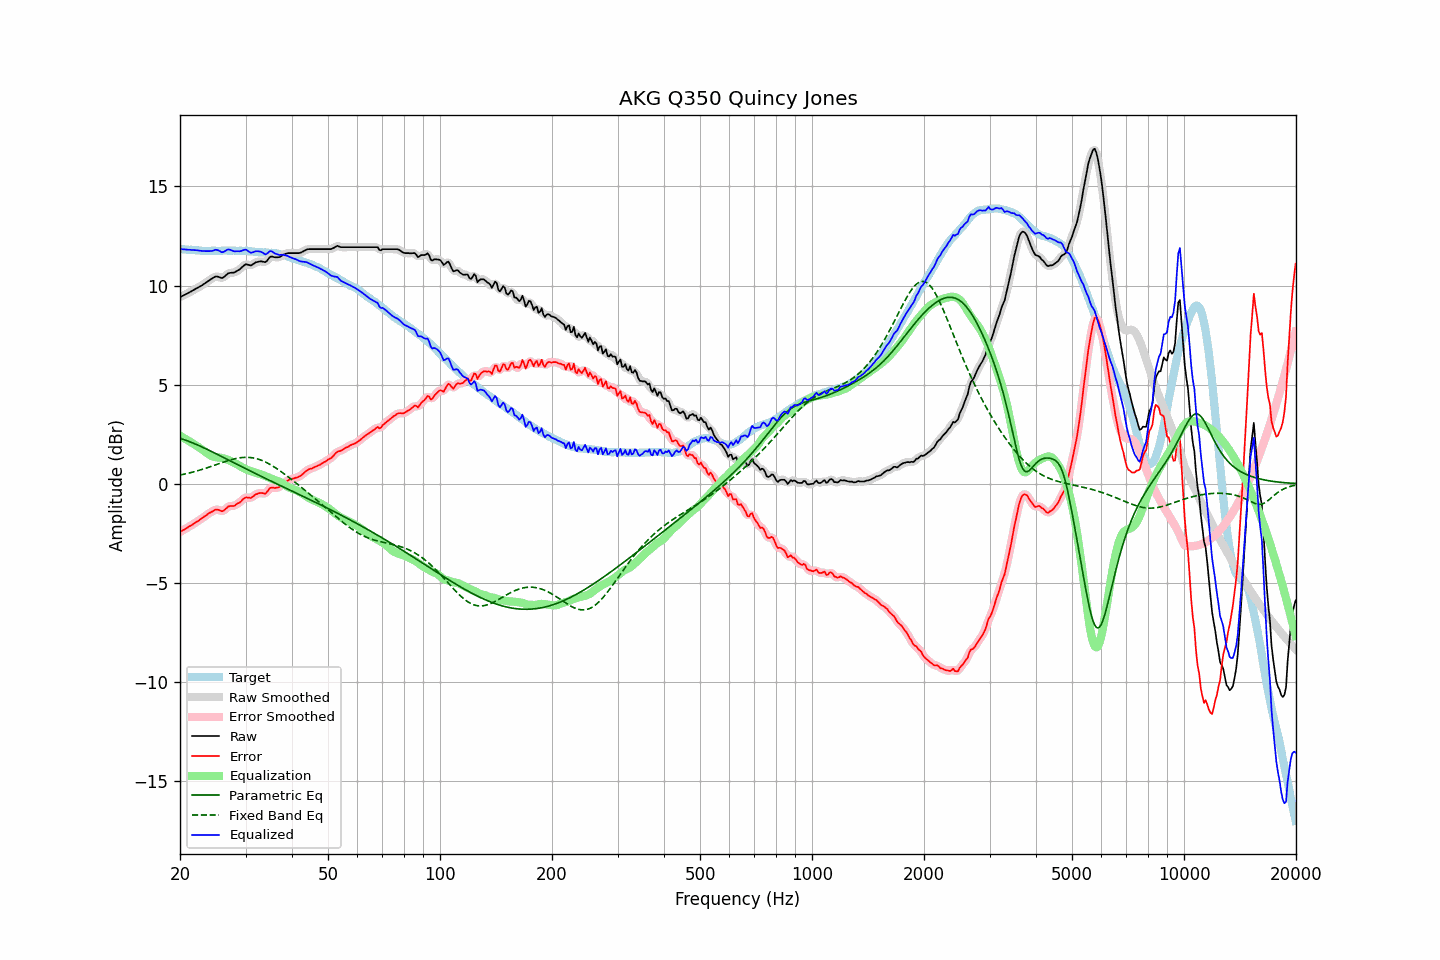 AKG Q350 Quincy Jones
Amplitude (dBr)
15
10
5
0
−5
−10
−15
Target
Raw Smoothed
Error Smoothed
Raw
Error
Equalization
Parametric Eq
Fixed Band Eq
Equalized
20 50 100 200 500 1000 2000 5000 10000 20000
Frequency (Hz)